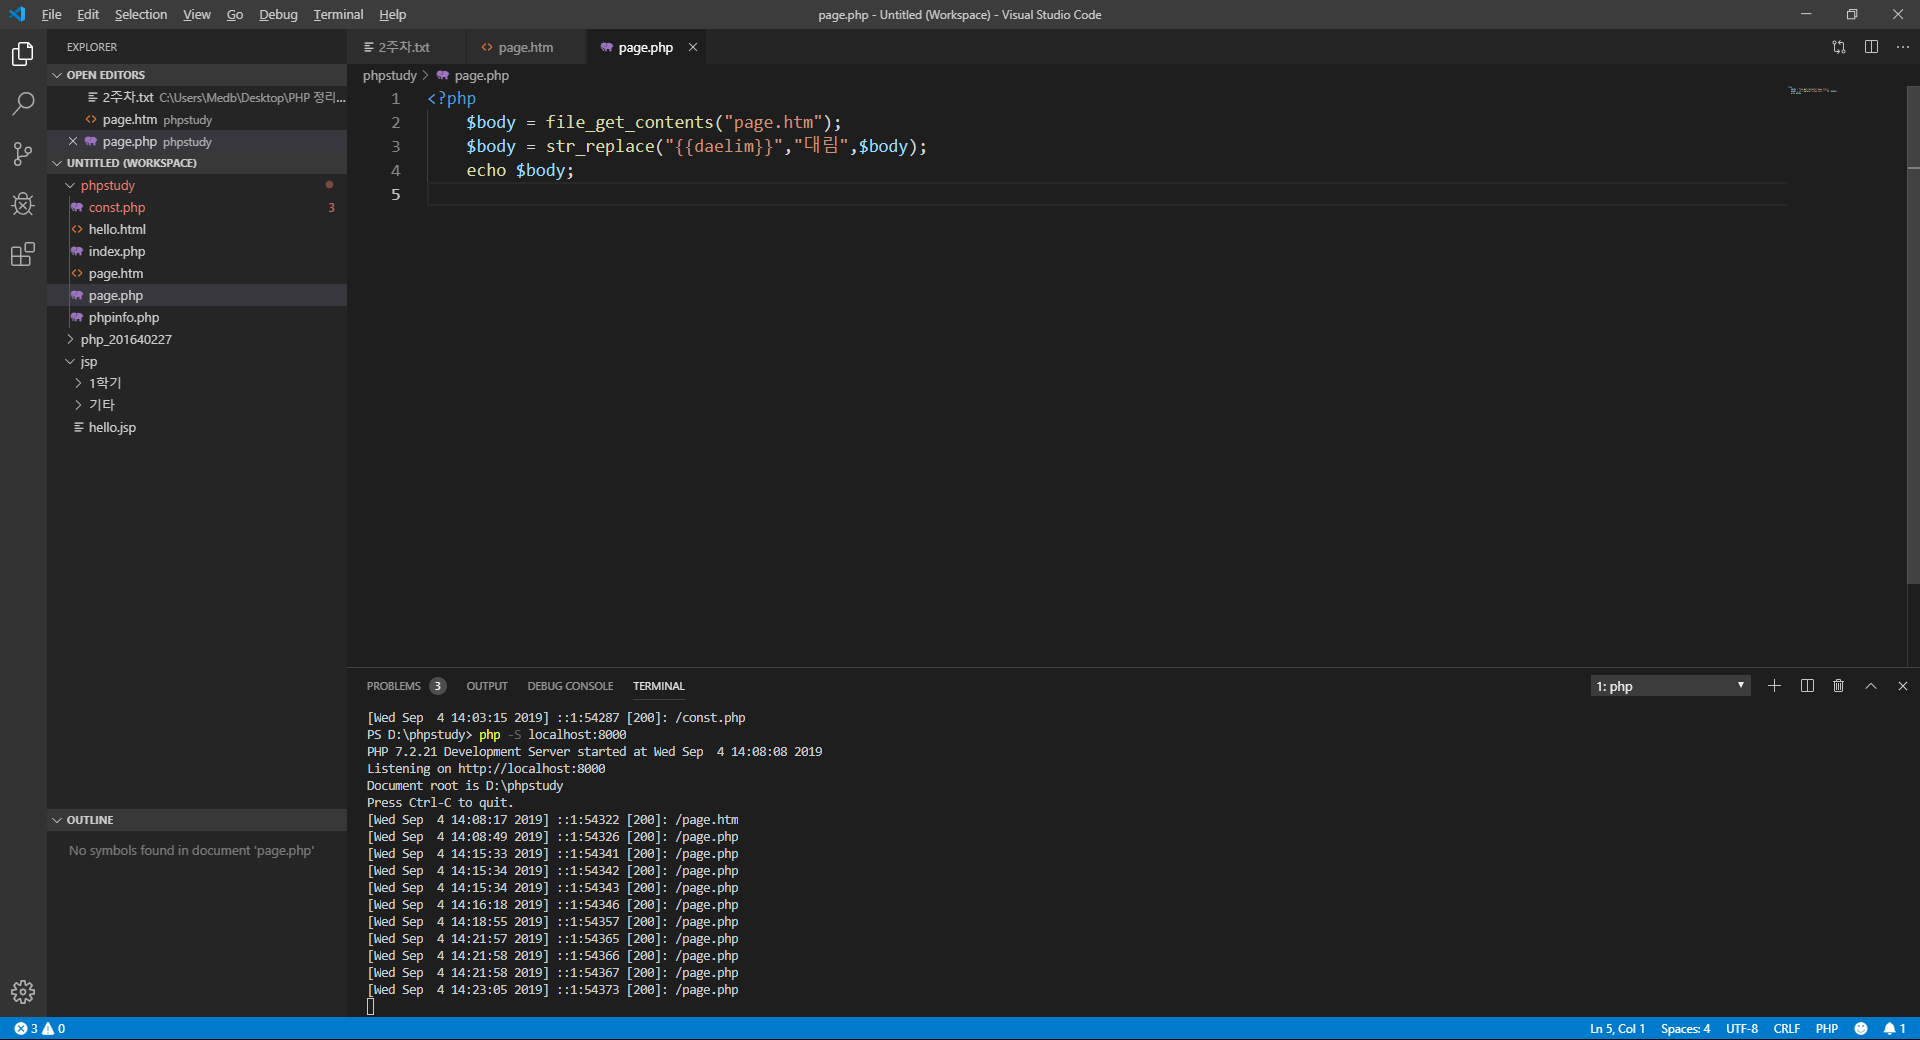 File Edit Selection View Go Debug Terminal Help
page.php - Untitled (Workspace) - Visual Studio Code
EXPLORER
OPEN EDITORS
2주차.txt C:\Users\Medb\Desktop\PHP 정리...
page.htm phpstudy
page.php phpstudy
UNTITLED (WORKSPACE)
phpstudy
const.php 3
hello.html
index.php
page.htm
page.php
phpinfo.php
php_201640227
jsp
1학기
기타
hello.jsp
OUTLINE
No symbols found in document 'page.php'
2주차.txt
page.htm
page.php
phpstudy page.php
1 <?php
2 $body = file_get_contents("page.htm");
3 $body = str_replace("{{daelim}}","대림",$body);
4 echo $body;
5
PROBLEMS 3 OUTPUT DEBUG CONSOLE TERMINAL
1: php
[Wed Sep  4 14:03:15 2019] ::1:54287 [200]: /const.php
PS D:\phpstudy> php -S localhost:8000
PHP 7.2.21 Development Server started at Wed Sep  4 14:08:08 2019
Listening on http://localhost:8000
Document root is D:\phpstudy
Press Ctrl-C to quit.
[Wed Sep  4 14:08:17 2019] ::1:54322 [200]: /page.htm
[Wed Sep  4 14:08:49 2019] ::1:54326 [200]: /page.php
[Wed Sep  4 14:15:33 2019] ::1:54341 [200]: /page.php
[Wed Sep  4 14:15:34 2019] ::1:54342 [200]: /page.php
[Wed Sep  4 14:15:34 2019] ::1:54343 [200]: /page.php
[Wed Sep  4 14:16:18 2019] ::1:54346 [200]: /page.php
[Wed Sep  4 14:18:55 2019] ::1:54357 [200]: /page.php
[Wed Sep  4 14:21:57 2019] ::1:54365 [200]: /page.php
[Wed Sep  4 14:21:58 2019] ::1:54366 [200]: /page.php
[Wed Sep  4 14:21:58 2019] ::1:54367 [200]: /page.php
[Wed Sep  4 14:23:05 2019] ::1:54373 [200]: /page.php
3 0
Ln 5, Col 1 Spaces: 4 UTF-8 CRLF PHP 1